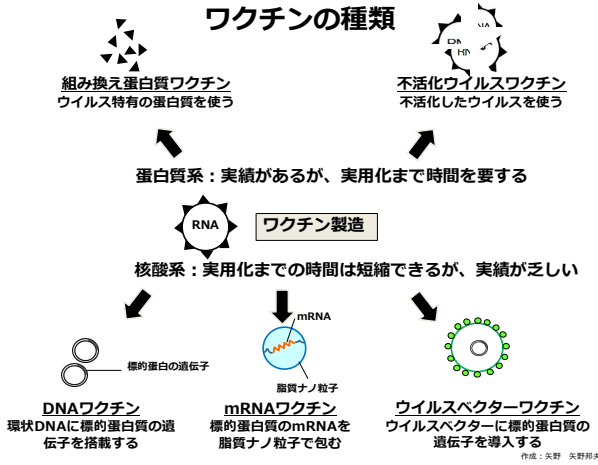 ワクチンの種類
組み換え蛋白質ワクチン
ウイルス特有の蛋白質を使う
不活化ウイルスワクチン
不活化したウイルスを使う
蛋白質系：実績があるが、実用化まで時間を要する
RNA
ワクチン製造
核酸系：実用化までの時間は短縮できるが、実績が乏しい
標的蛋白の遺伝子
mRNA
脂質ナノ粒子
DNAワクチン
環状DNAに標的蛋白質の遺
伝子を搭載する
mRNAワクチン
標的蛋白質のmRNAを
脂質ナノ粒子で包む
ウイルスベクターワクチン
ウイルスベクターに標的蛋白質の
遺伝子を導入する
作成：矢野　矢野邦夫